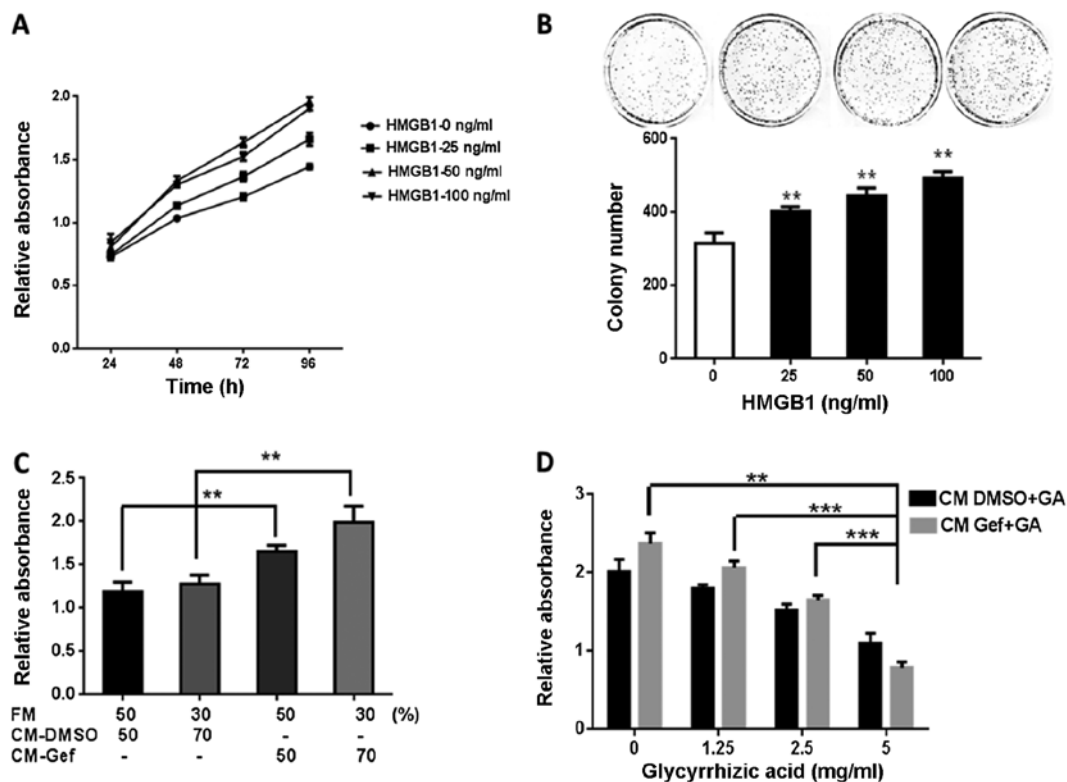 A
2.0
1.5
1.0
0.5
0.0
Relative absorbance
24 48 72 96
Time (h)
HMGB1-0 ng/ml
HMGB1-25 ng/ml
HMGB1-50 ng/ml
HMGB1-100 ng/ml
B
600
400
200
0
Colony number
**
**
**
0 25 50 100
HMGB1 (ng/ml)
C
2.5
2.0
1.5
1.0
0.5
0.0
Relative absorbance
**
**
FM 50 30 50 30 (%)
CM-DMSO 50 70 - -
CM-Gef - - 50 70
D
3
2
1
0
Relative absorbance
**
***
***
CM DMSO+GA
CM Gef+GA
0 1.25 2.5 5
Glycyrrhizic acid (mg/ml)